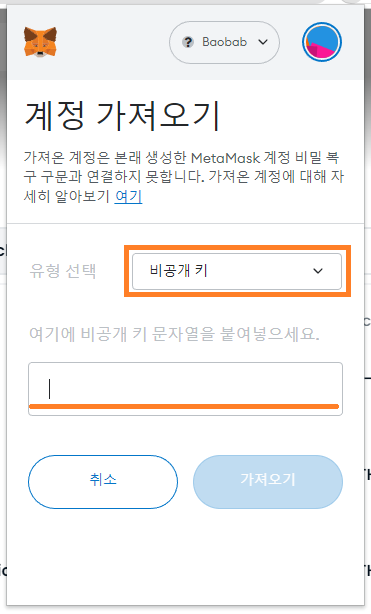 Baobab
계정 가져오기
가져온 계정은 본래 생성한 MetaMask 계정 비밀 복
구 구문과 연결하지 못합니다. 가져온 계정에 대해 자
세히 알아보기 여기
유형 선택 비공개 키
여기에 비공개 키 문자열을 붙여넣으세요.
취소 가져오기